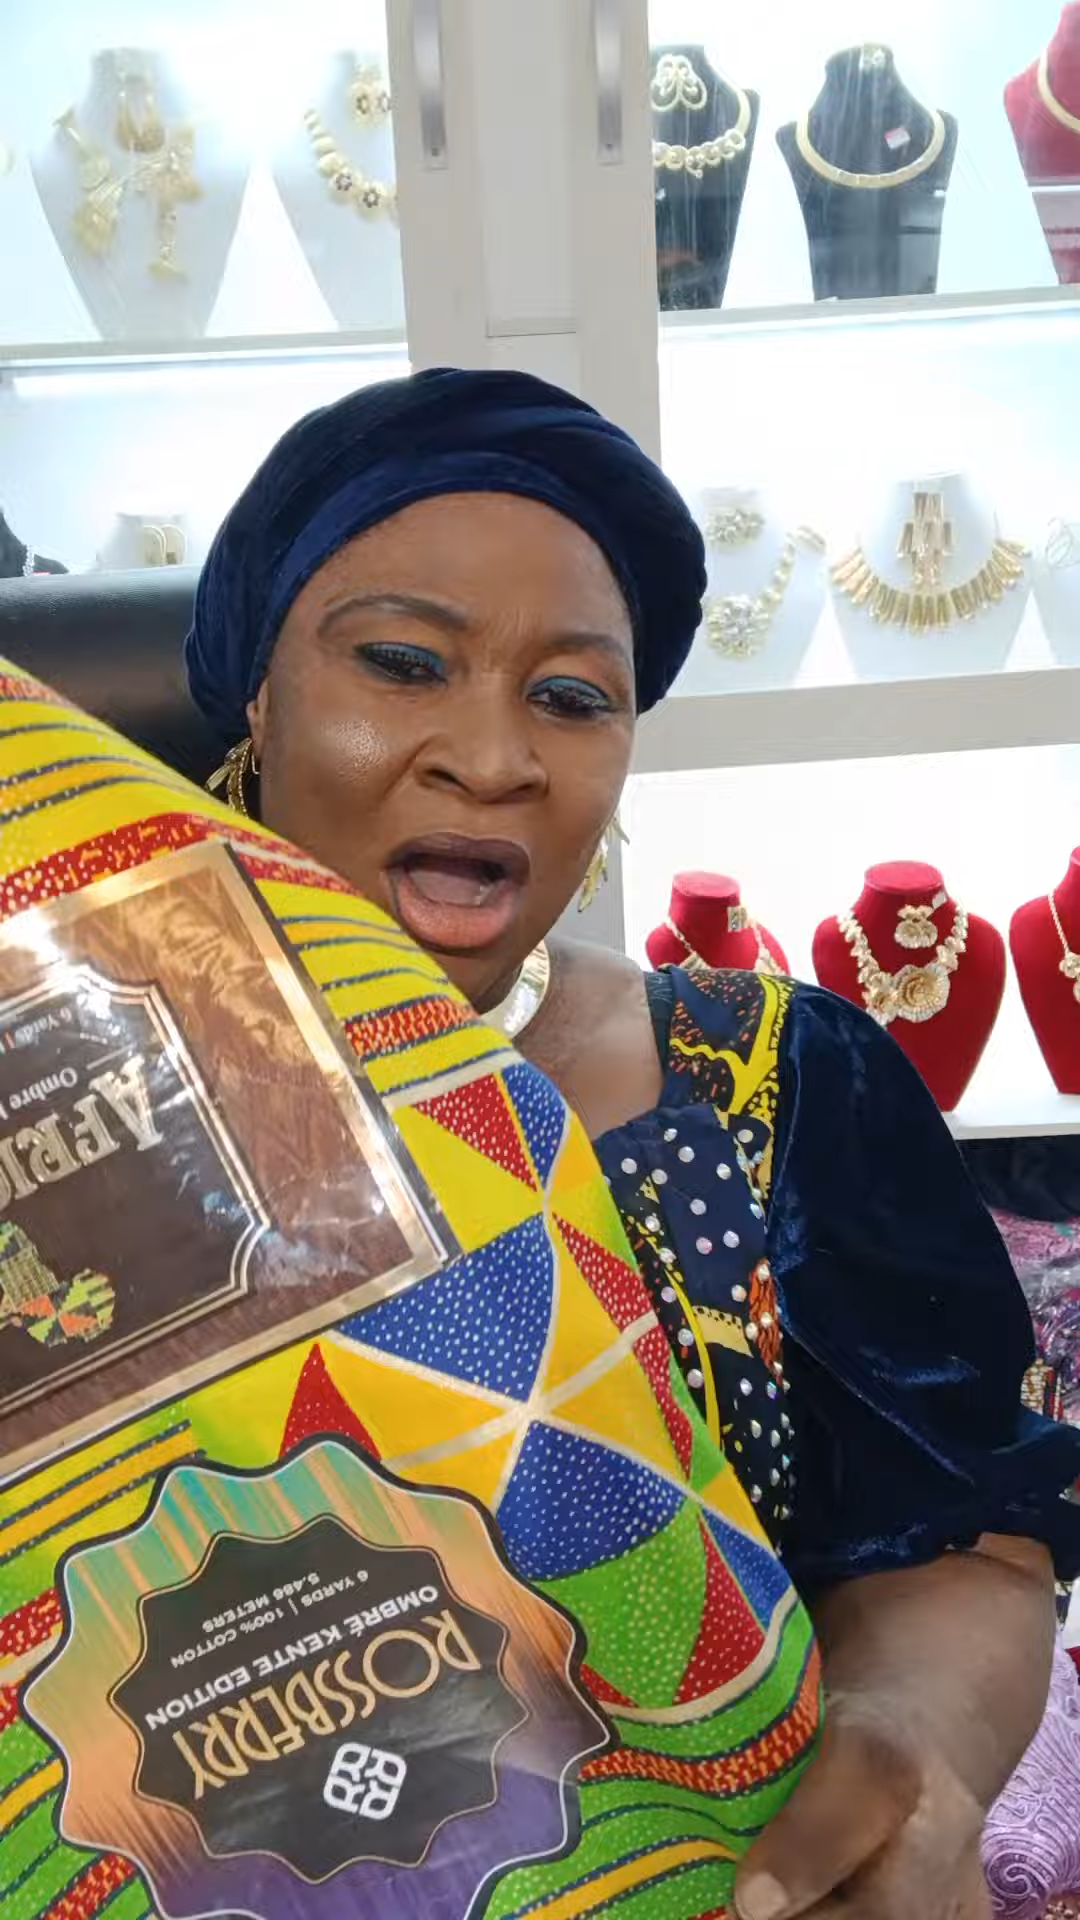 AFRI
Ombre
6 Yards
ROSSBERRY
OMBRÉ KENTE EDITION
6 YARDS | 100% COTTON
5.486 METERS